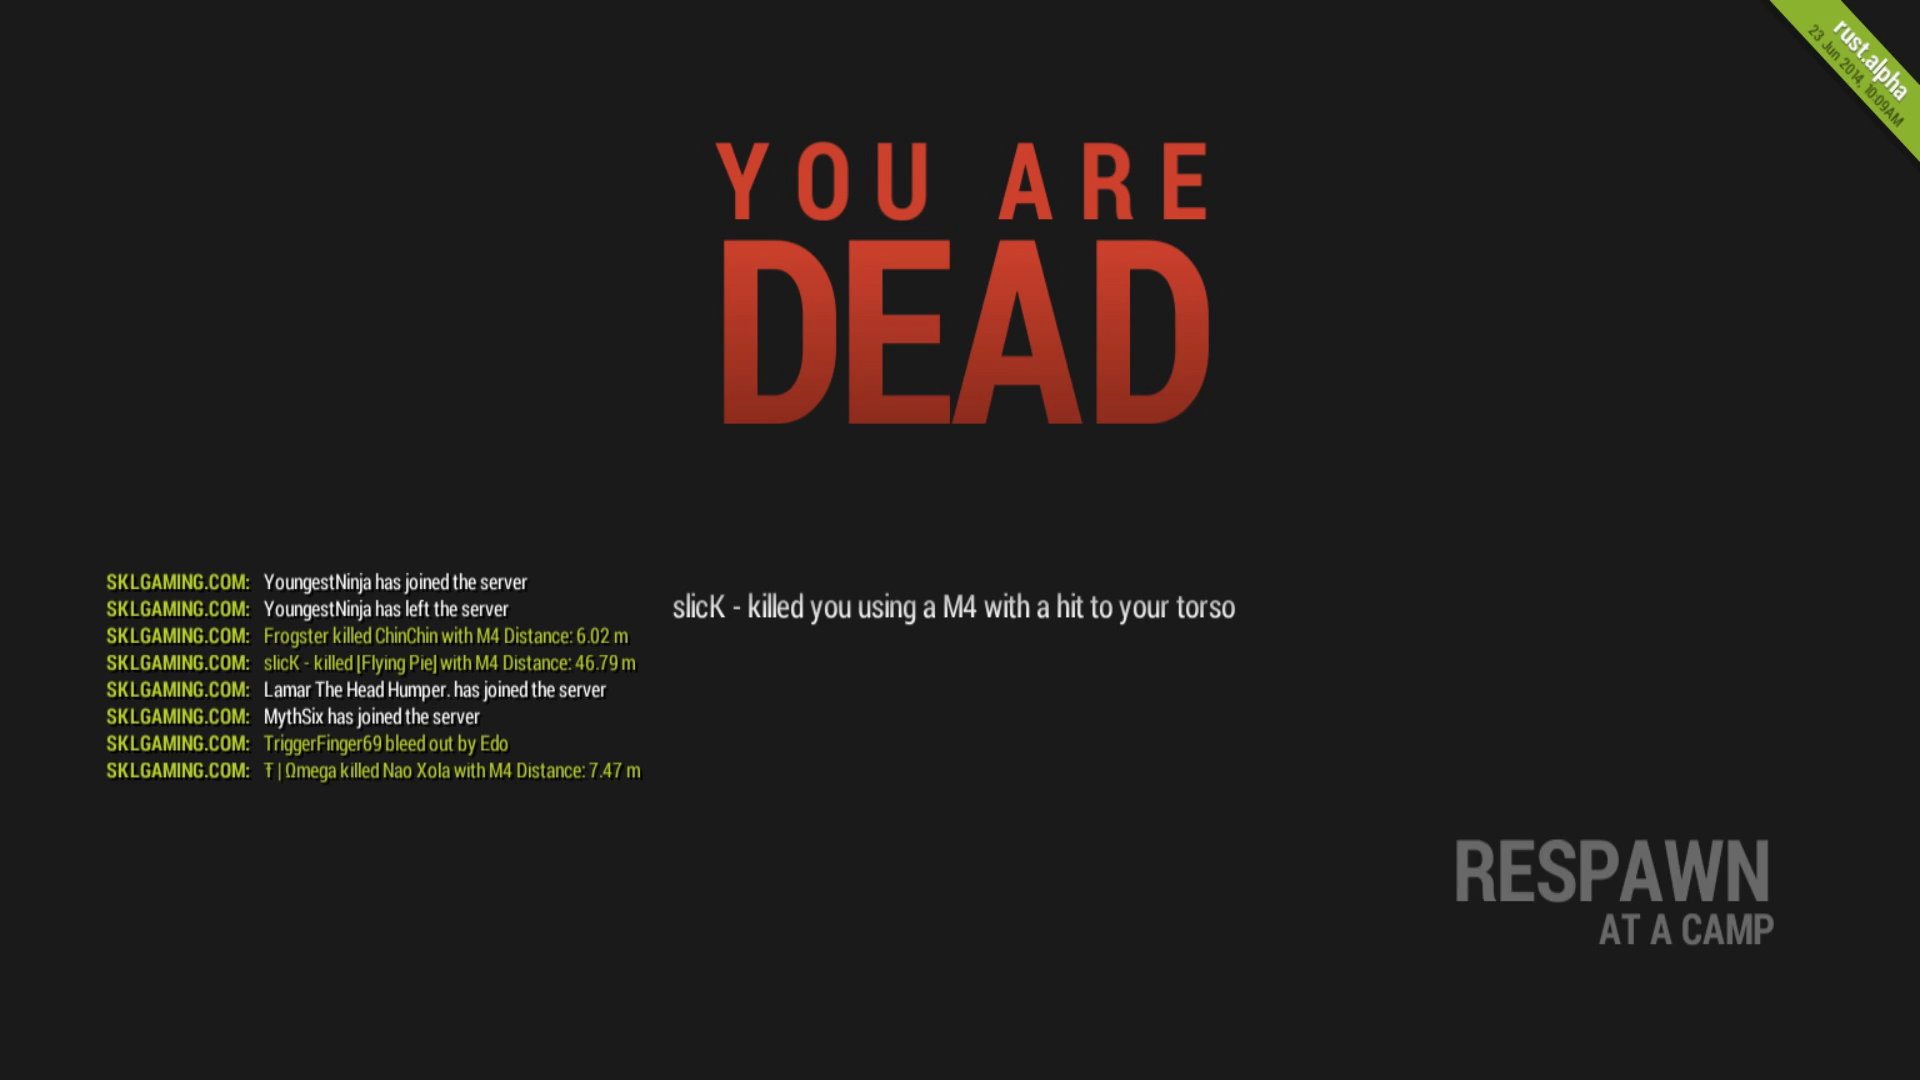 rust.alpha
23 Jun 2014, 10:09AM
YOU ARE
DEAD
SKLGAMING.COM: YoungestNinja has joined the server
SKLGAMING.COM: YoungestNinja has left the server
SKLGAMING.COM: Frogster killed ChinChin with M4 Distance: 6.02 m
SKLGAMING.COM: slicK - killed [Flying Pie] with M4 Distance: 46.79 m
SKLGAMING.COM: Lamar The Head Humper. has joined the server
SKLGAMING.COM: MythSix has joined the server
SKLGAMING.COM: TriggerFinger69 bleed out by Edo
SKLGAMING.COM: Ŧ | Ωmega killed Nao Xola with M4 Distance: 7.47 m
slicK - killed you using a M4 with a hit to your torso
RESPAWN
AT A CAMP